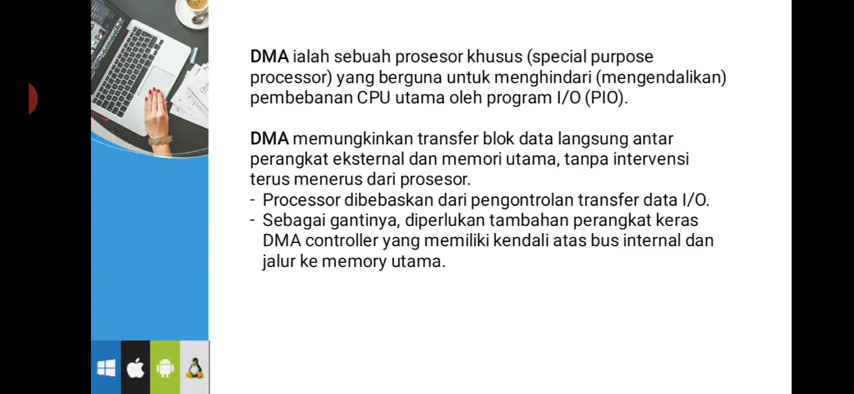 DMA ialah sebuah prosesor khusus (special purpose
processor) yang berguna untuk menghindari (mengendalikan)
pembebanan CPU utama oleh program I/O (PIO).
DMA memungkinkan transfer blok data langsung antar
perangkat eksternal dan memori utama, tanpa intervensi
terus menerus dari prosesor.
- Processor dibebaskan dari pengontrolan transfer data I/O.
- Sebagai gantinya, diperlukan tambahan perangkat keras
DMA controller yang memiliki kendali atas bus internal dan
jalur ke memory utama.